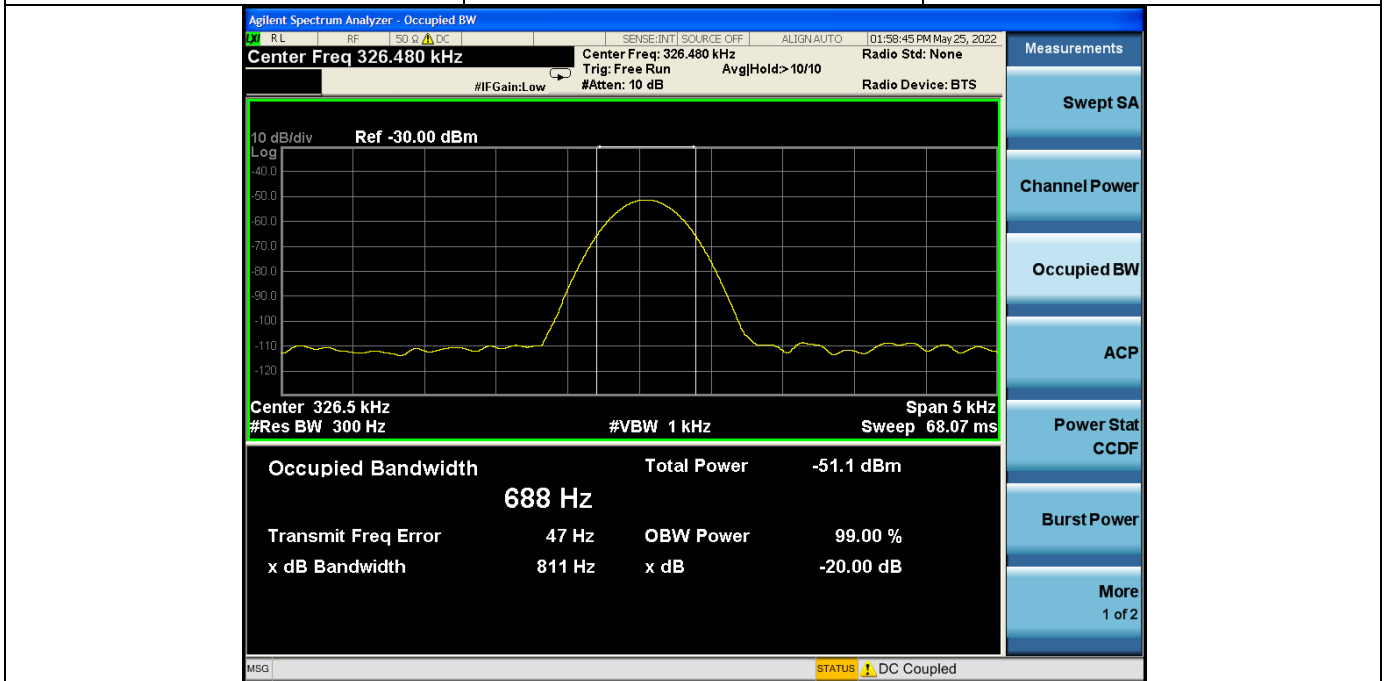 Agilent Spectrum Analyzer - Occupied BW
LXI RL RF 50 Ω DC SENSE:INT SOURCE OFF ALIGN AUTO 01:58:45 PM May 25, 2022
Center Freq 326.480 kHz Center Freq: 326.480 kHz Radio Std: None
Trig: Free Run Avg|Hold:> 10/10
#IFGain:Low #Atten: 10 dB Radio Device: BTS
10 dB/div Ref -30.00 dBm
Log
-40.0
-50.0
-60.0
-70.0
-80.0
-90.0
-100
-110
-120
Center 326.5 kHz Span 5 kHz
#Res BW 300 Hz #VBW 1 kHz Sweep 68.07 ms
Occupied Bandwidth Total Power -51.1 dBm
688 Hz
Transmit Freq Error 47 Hz OBW Power 99.00 %
x dB Bandwidth 811 Hz x dB -20.00 dB
Measurements
Swept SA
Channel Power
Occupied BW
ACP
Power Stat
CCDF
Burst Power
More
1 of 2
MSG STATUS DC Coupled